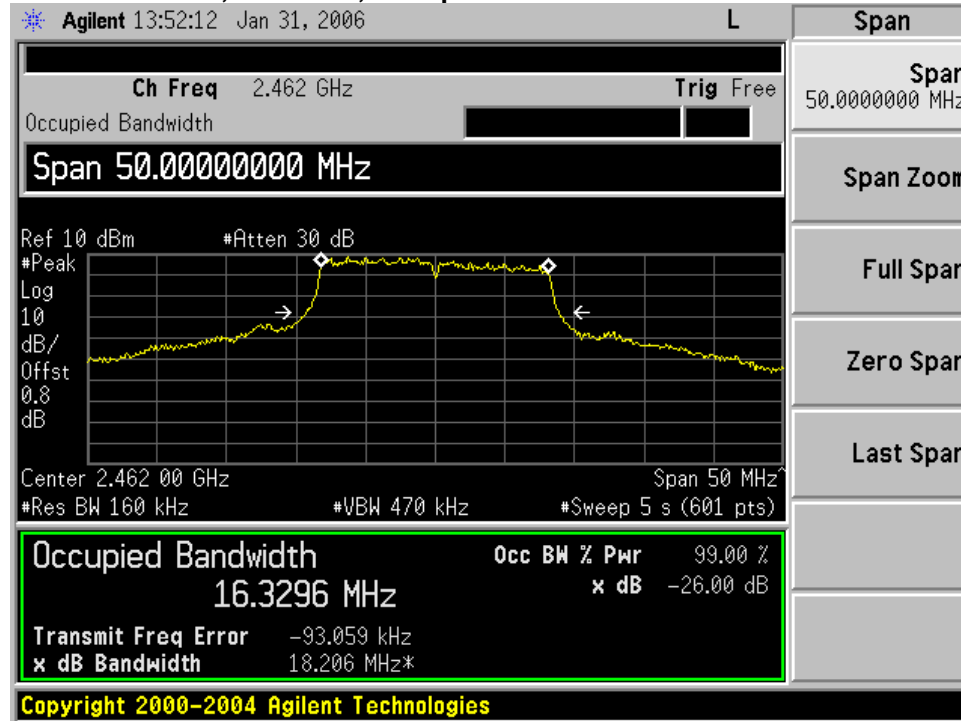 Agilent 13:52:12 Jan 31, 2006 L
Span
Ch Freq 2.462 GHz Trig Free
Occupied Bandwidth
Span 50.00000000 MHz
Ref 10 dBm #Atten 30 dB
#Peak
Log
10
dB/
Offst
0.8
dB
Center 2.462 00 GHz Span 50 MHz^
#Res BW 160 kHz #VBW 470 kHz #Sweep 5 s (601 pts)
Occupied Bandwidth
16.3296 MHz
Occ BW % Pwr 99.00 %
x dB -26.00 dB
Transmit Freq Error -93.059 kHz
x dB Bandwidth 18.206 MHz*
Span
50.0000000 MHz
Span Zoom
Full Span
Zero Span
Last Span
Copyright 2000-2004 Agilent Technologies